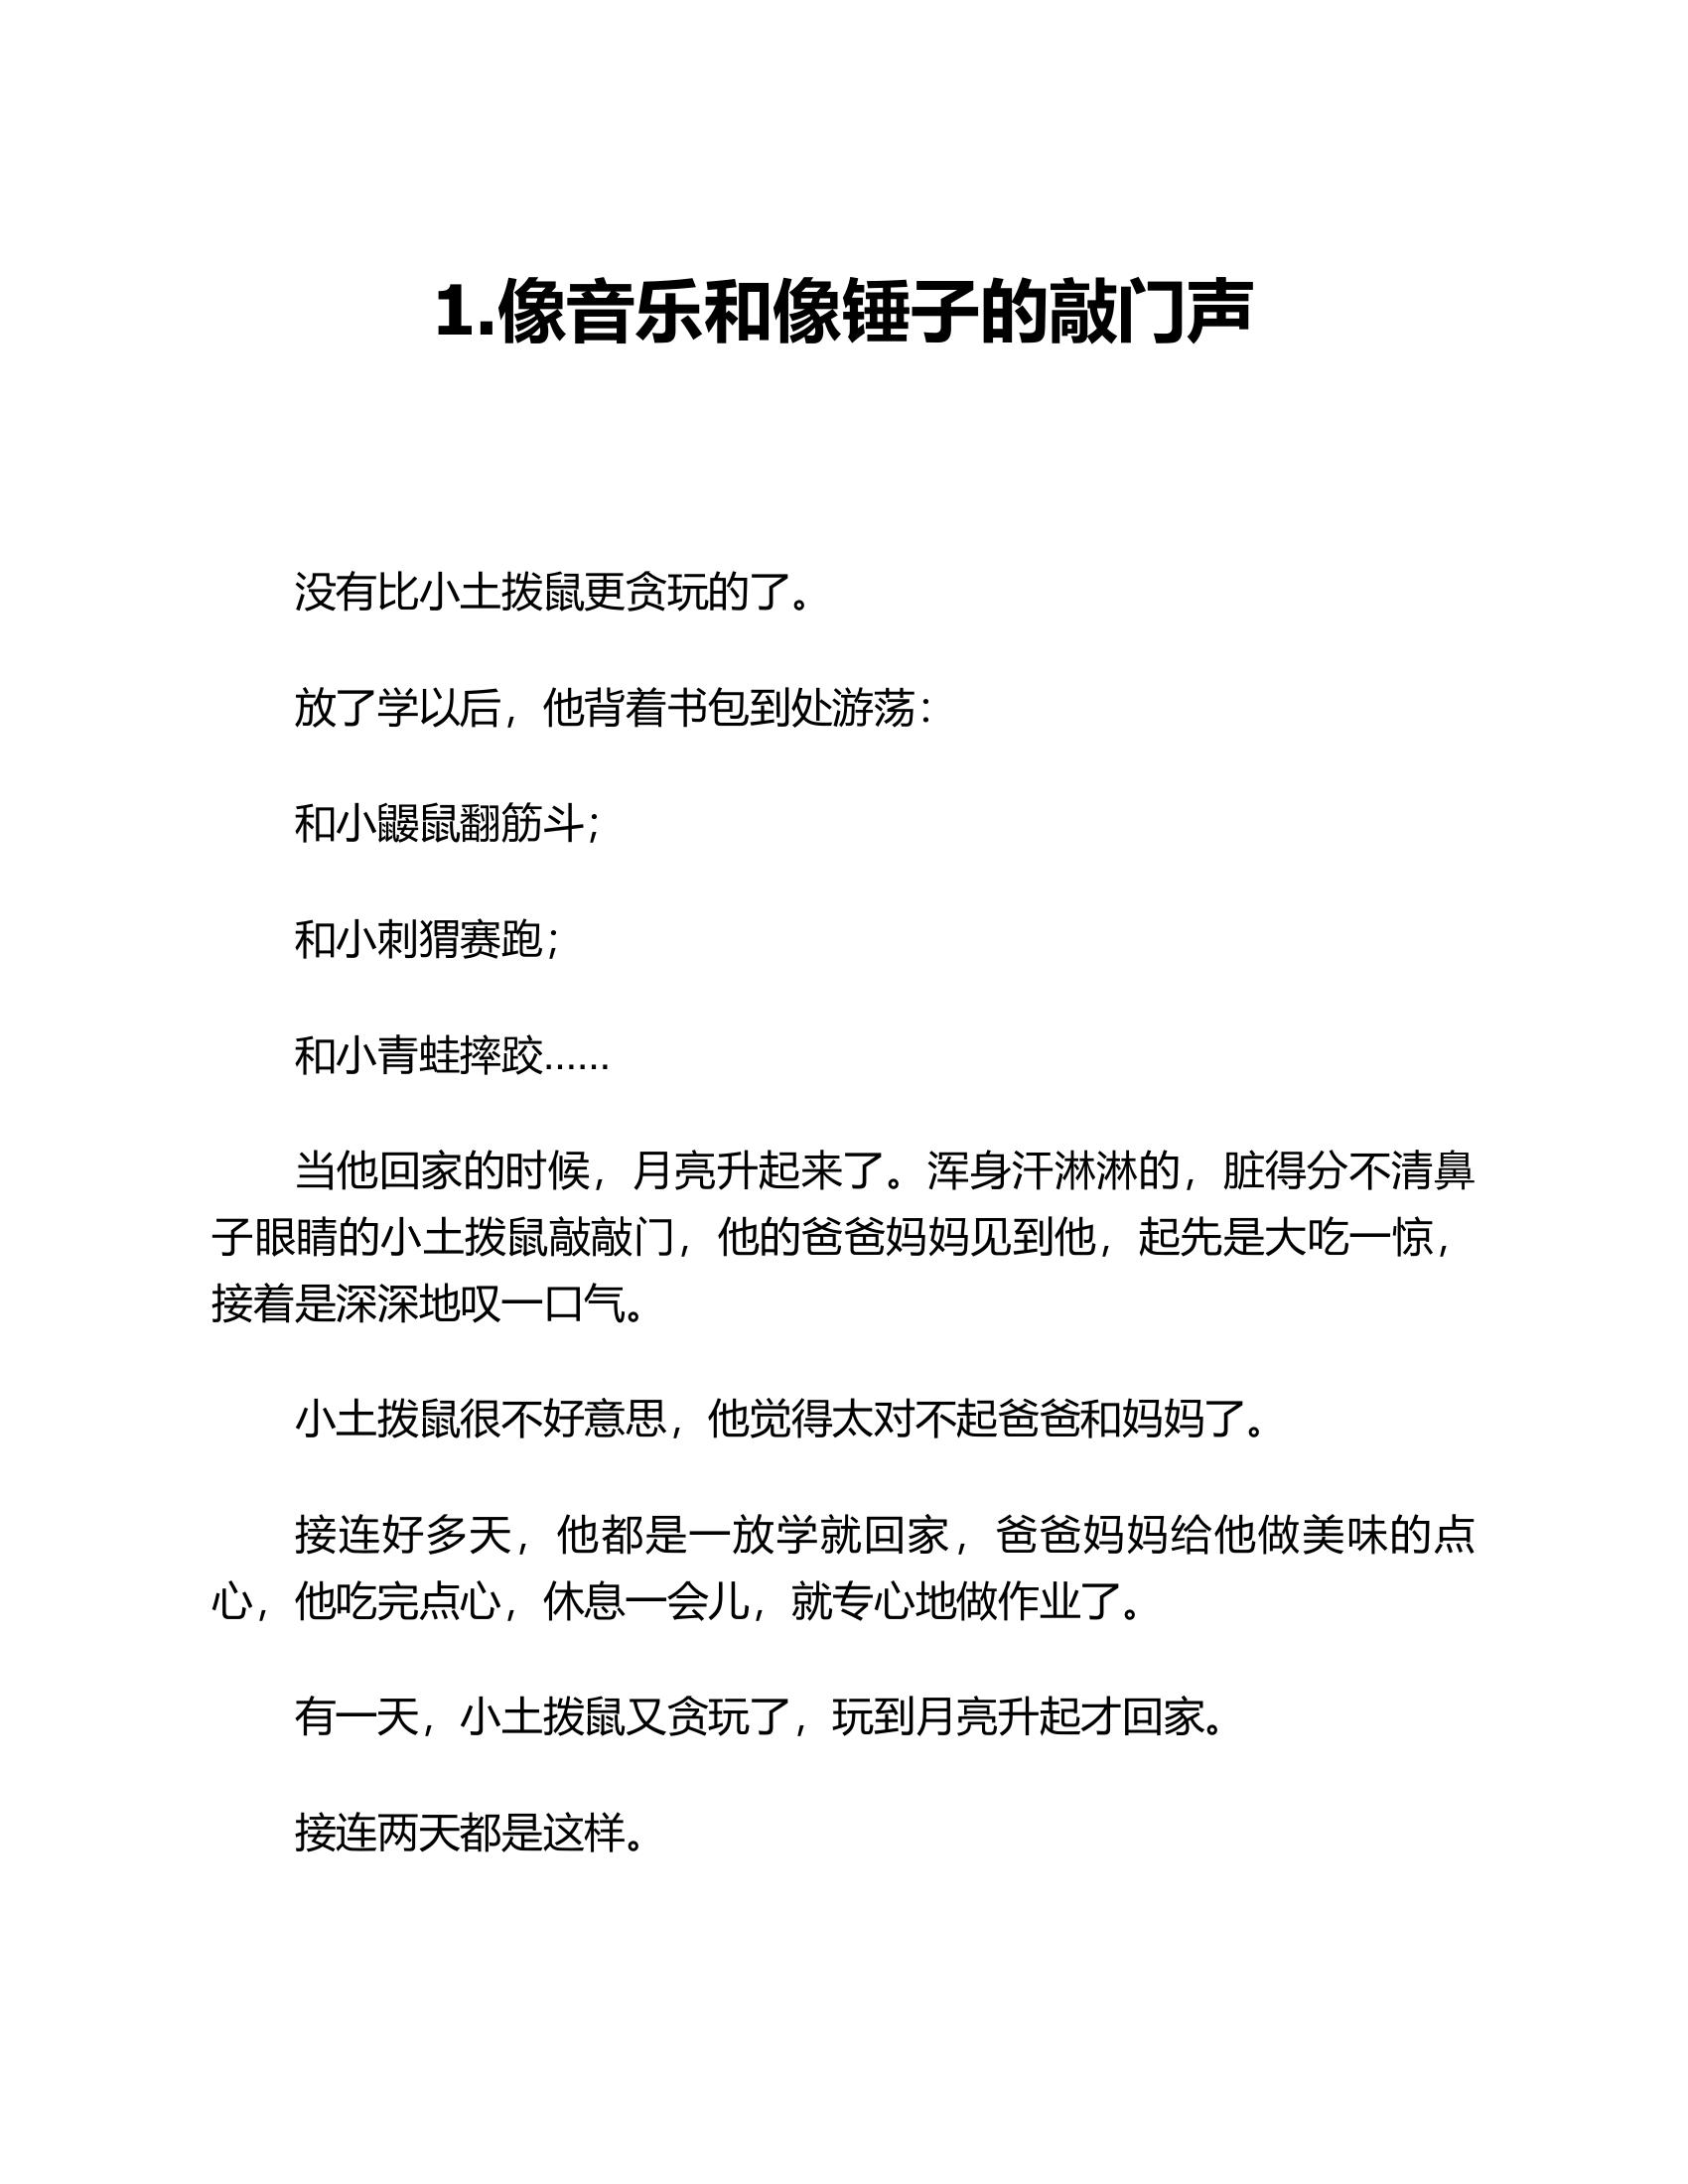 1.像音乐和像锤子的敲门声
没有比小土拨鼠更贪玩的了。
放了学以后，他背着书包到处游荡：
和小鼹鼠翻筋斗；
和小刺猬赛跑；
和小青蛙摔跤……
当他回家的时候，月亮升起来了。浑身汗淋淋的，脏得分不清鼻
子眼睛的小土拨鼠敲敲门，他的爸爸妈妈见到他，起先是大吃一惊，
接着是深深地叹一口气。
小土拨鼠很不好意思，他觉得太对不起爸爸和妈妈了。
接连好多天，他都是一放学就回家，爸爸妈妈给他做美味的点
心，他吃完点心，休息一会儿，就专心地做作业了。
有一天，小土拨鼠又贪玩了，玩到月亮升起才回家。
接连两天都是这样。